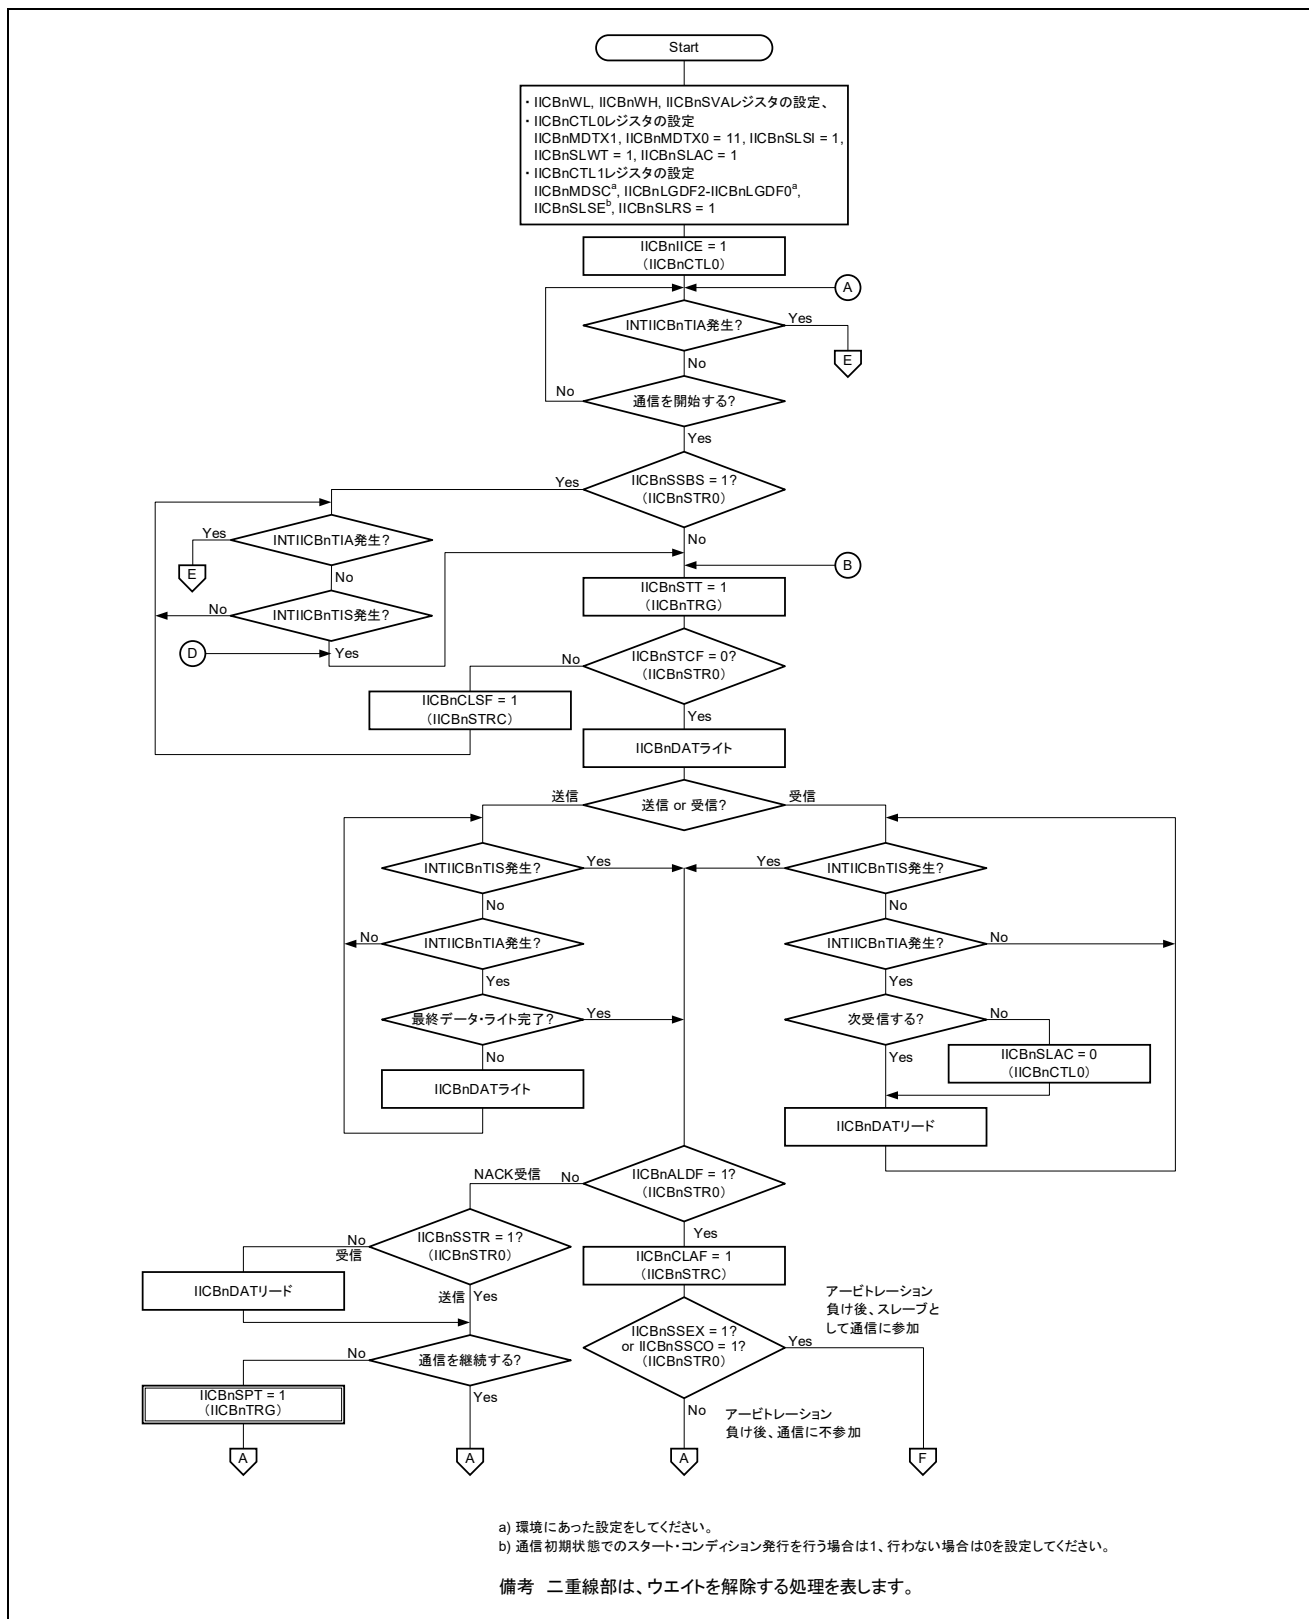 Start
・ IICBnWL, IICBnWH, IICBnSVAレジスタの設定、
・ IICBnCTL0レジスタの設定
IICBnMDTX1, IICBnMDTX0 = 11, IICBnSLSI = 1,
IICBnSLWT = 1, IICBnSLAC = 1
・ IICBnCTL1レジスタの設定
IICBnMDSCa, IICBnLGDF2-IICBnLGDF0a,
IICBnSLSEb, IICBnSLRS = 1
IICBnIICE = 1
（IICBnCTL0）
A
INTIICBnTIA発生?
Yes
E
No
通信を開始する?
No
Yes
IICBnSSBS = 1?
（IICBnSTR0）
Yes
No
INTIICBnTIA発生?
Yes
E
No
INTIICBnTIS発生?
No
Yes
D
B
IICBnSTT = 1
（IICBnTRG）
IICBnSTCF = 0?
（IICBnSTR0）
No
IICBnCLSF = 1
（IICBnSTRC）
Yes
IICBnDATライト
送信 or 受信?
送信
受信
INTIICBnTIS発生?
Yes
No
INTIICBnTIA発生?
No
Yes
最終データ・ライト完了?
Yes
No
IICBnDATライト
INTIICBnTIS発生?
Yes
No
INTIICBnTIA発生?
No
Yes
次受信する?
No
Yes
IICBnSLAC = 0
（IICBnCTL0）
IICBnDATリード
IICBnALDF = 1?
（IICBnSTR0）
NACK受信
No
Yes
IICBnSSTR = 1?
（IICBnSTR0）
No
受信
IICBnDATリード
送信
Yes
通信を継続する?
No
Yes
IICBnSPT = 1
（IICBnTRG）
A
A
IICBnCLAF = 1
（IICBnSTRC）
IICBnSSEX = 1?
or IICBnSSCO = 1?
（IICBnSTR0）
Yes
アービトレーション
負け後、スレーブと
して通信に参加
No
アービトレーション
負け後、通信に不参加
A
F
a) 環境にあった設定をしてください。
b) 通信初期状態でのスタート・コンディション発行を行う場合は1、行わない場合は0を設定してください。
備考 二重線部は、ウエイトを解除する処理を表します。